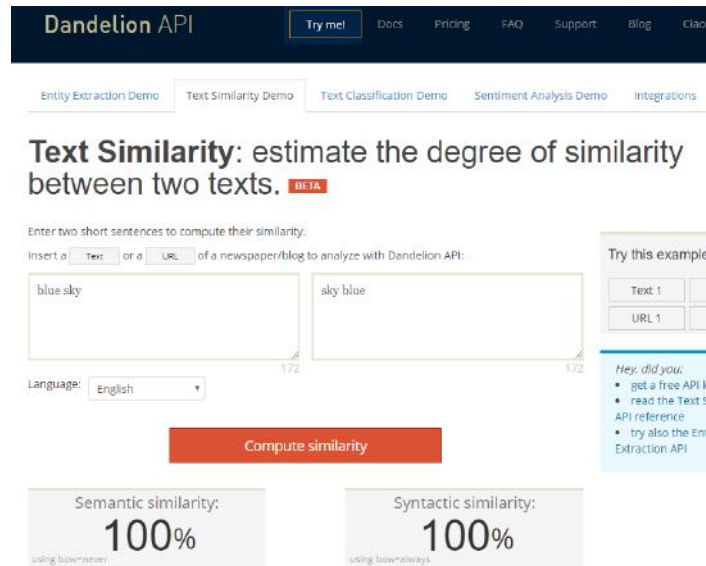 Dandelion API Try me! Docs Pricing FAQ Support Blog Ciao
Entity Extraction Demo Text Similarity Demo Text Classification Demo Sentiment Analysis Demo Integrations
Text Similarity: estimate the degree of similarity
between two texts. BETA
Enter two short sentences to compute their similarity.
Insert a Text or a URL of a newspaper/blog to analyze with Dandelion API:
blue sky
172
sky blue
172
Language: English
Compute similarity
Semantic similarity:
100%
using bow=never
Syntactic similarity:
100%
using bow=always
Try this example
Text 1
URL 1
Hey, did you:
• get a free API
• read the Text
API reference
• try also the
Extraction API